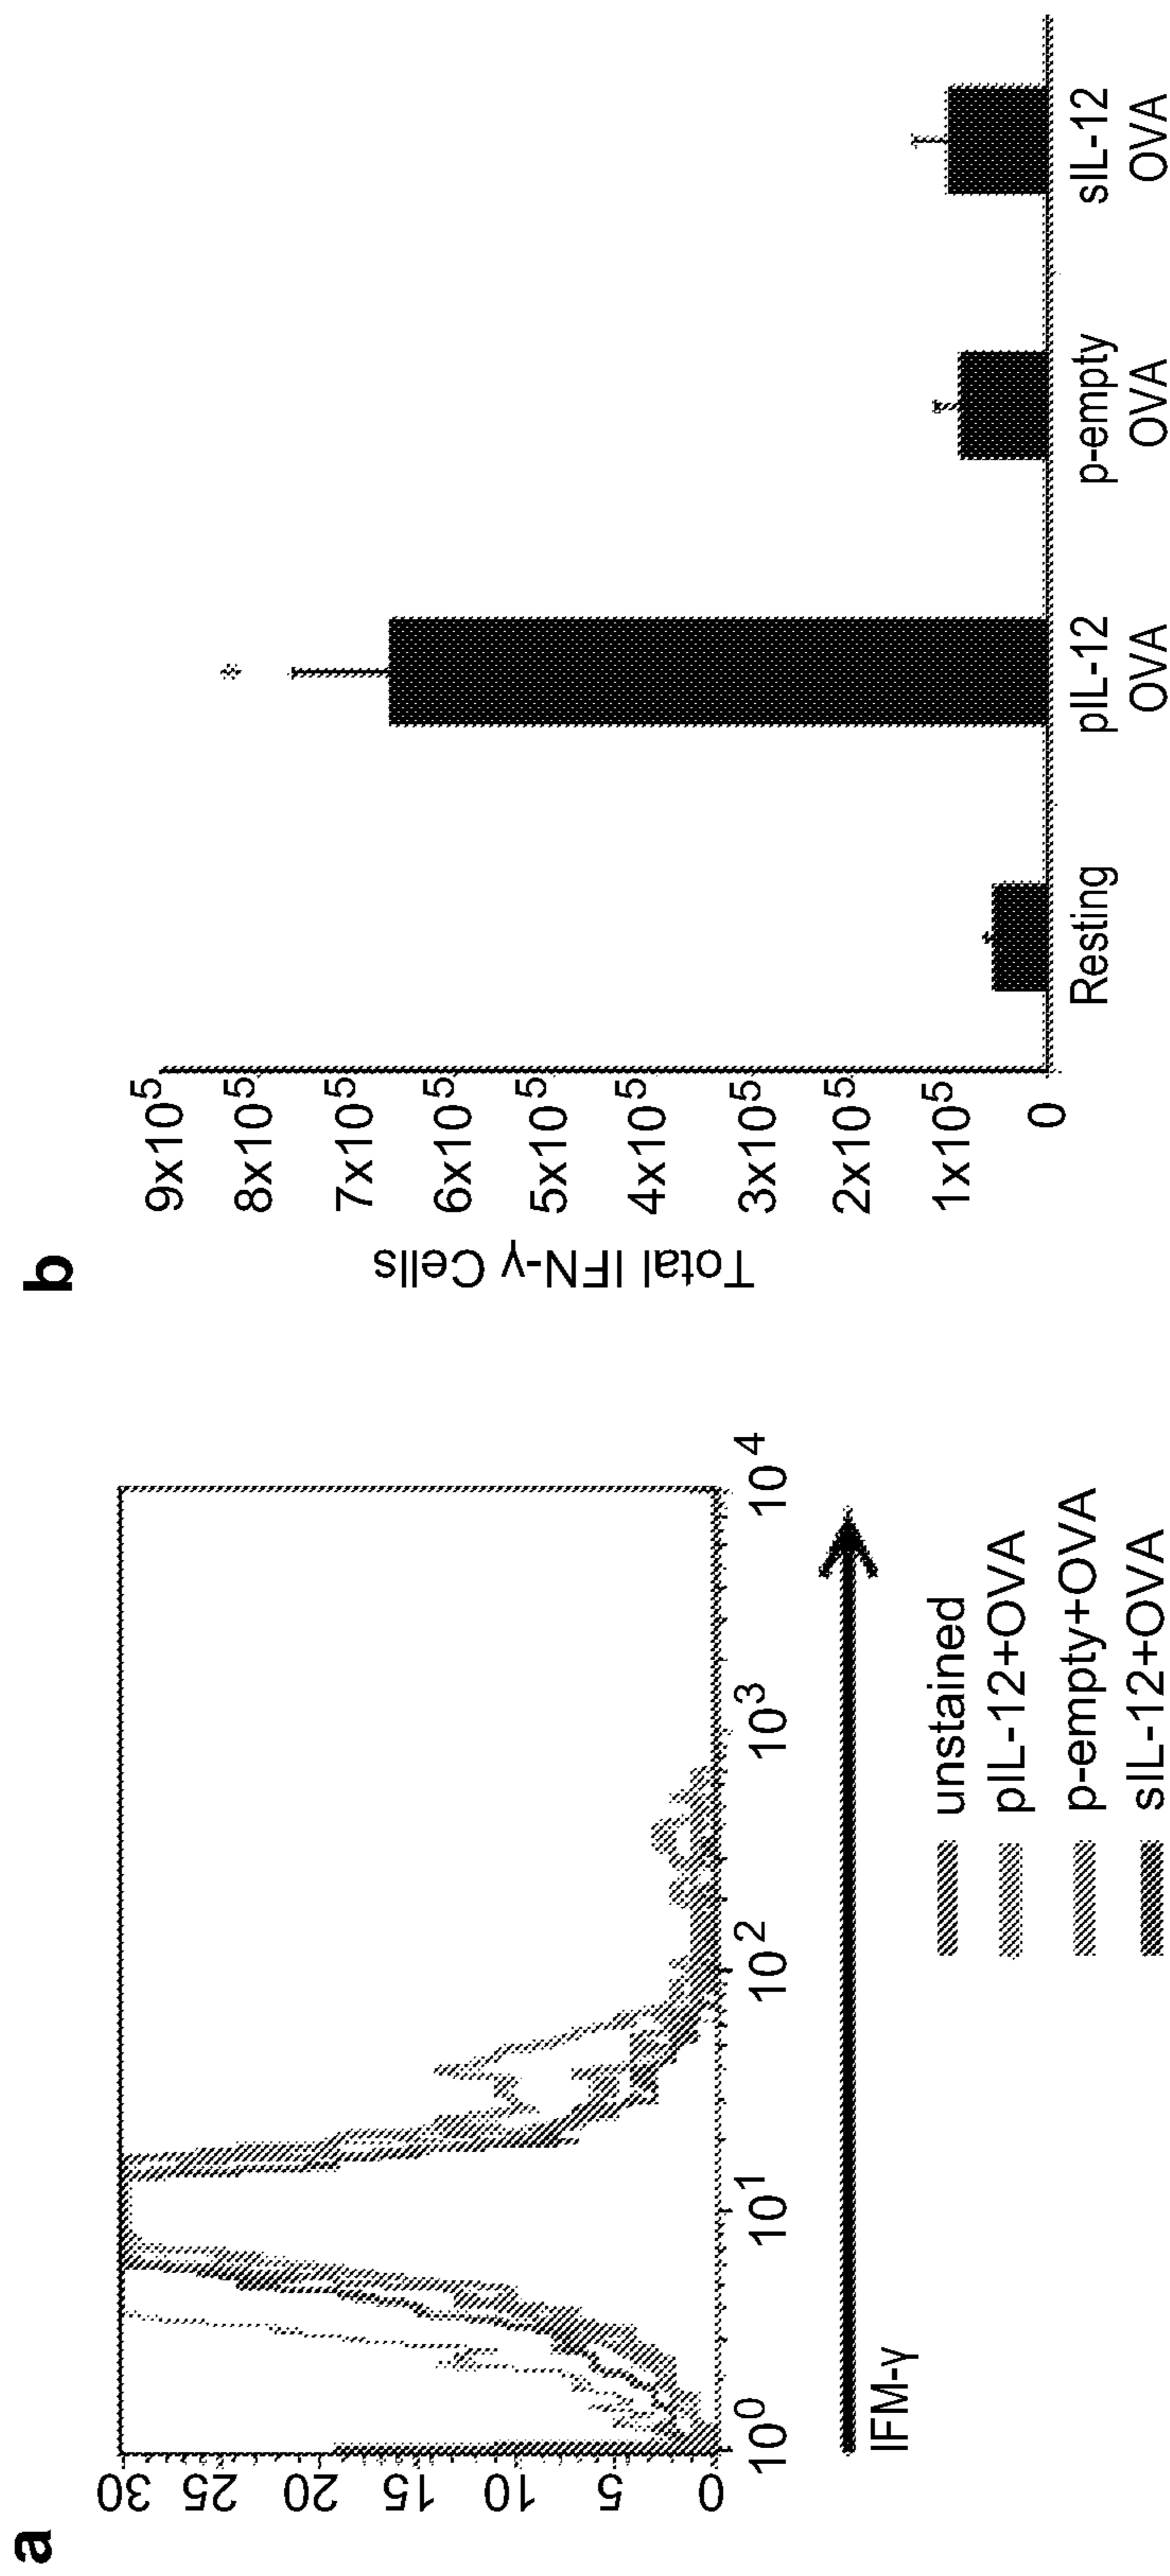 a
30
25
20
15
10
5
0
10^0
10^1
10^2
10^3
10^4
IFM-γ
unstained
pIL-12+OVA
p-empty+OVA
sIL-12+OVA
b
Total IFN-γ Cells
9x10^5
8x10^5
7x10^5
6x10^5
5x10^5
4x10^5
3x10^5
2x10^5
1x10^5
0
*
Resting
pIL-12
OVA
p-empty
OVA
sIL-12
OVA